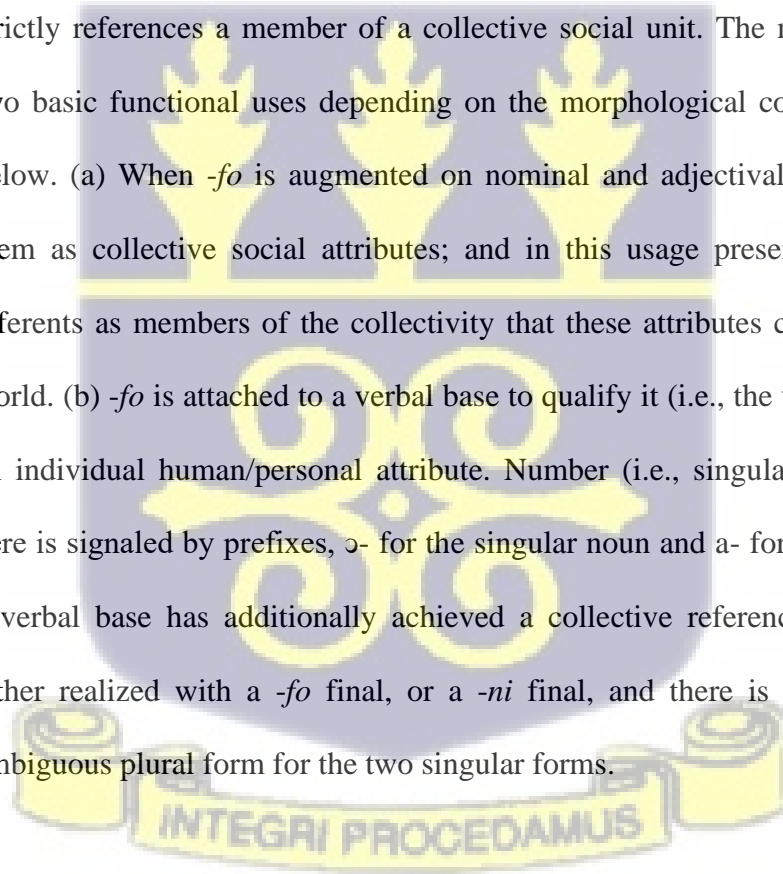 rictly references a member of a collective social unit. The r
vo basic functional uses depending on the morphological co
elow. (a) When -fo is augmented on nominal and adjectival
em as collective social attributes; and in this usage prese
ferents as members of the collectivity that these attributes c
orld. (b) -fo is attached to a verbal base to qualify it (i.e., the
individual human/personal attribute. Number (i.e., singula
ere is signaled by prefixes, ɔ- for the singular noun and a- for
verbal base has additionally achieved a collective referenc
ther realized with a -fo final, or a -ni final, and there is
mbiguous plural form for the two singular forms.
INTEGRI PROCEDAMUS